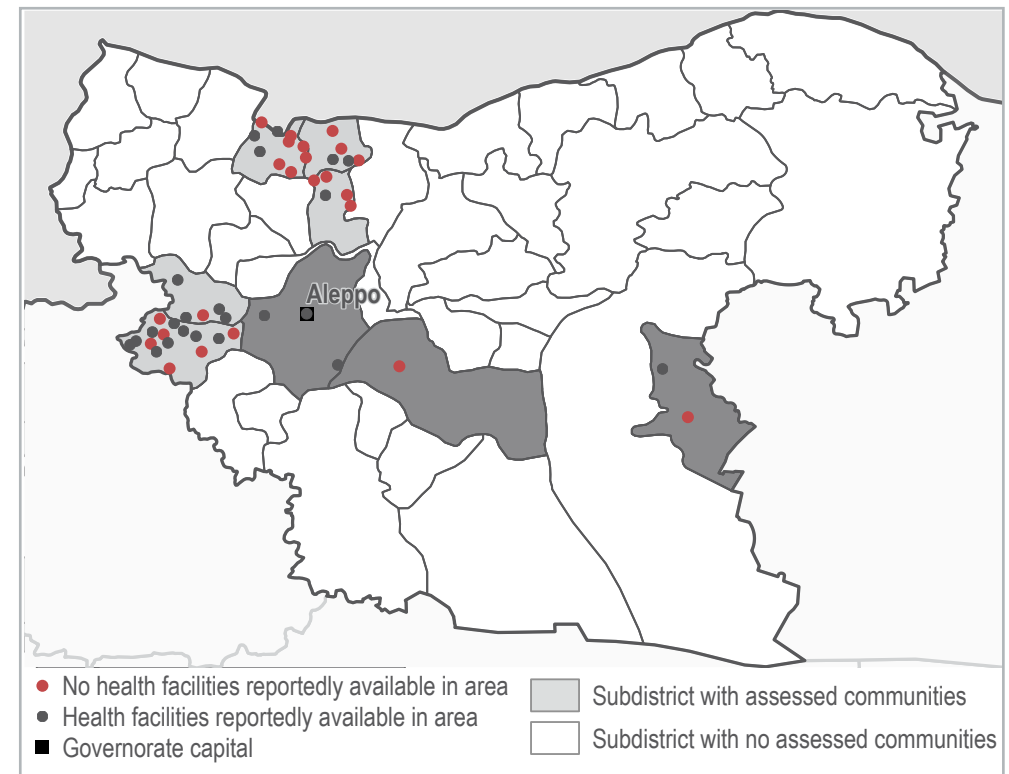 Aleppo
No health facilities reportedly available in area
Health facilities reportedly available in area
Governorate capital
Subdistrict with assessed communities
Subdistrict with no assessed communities